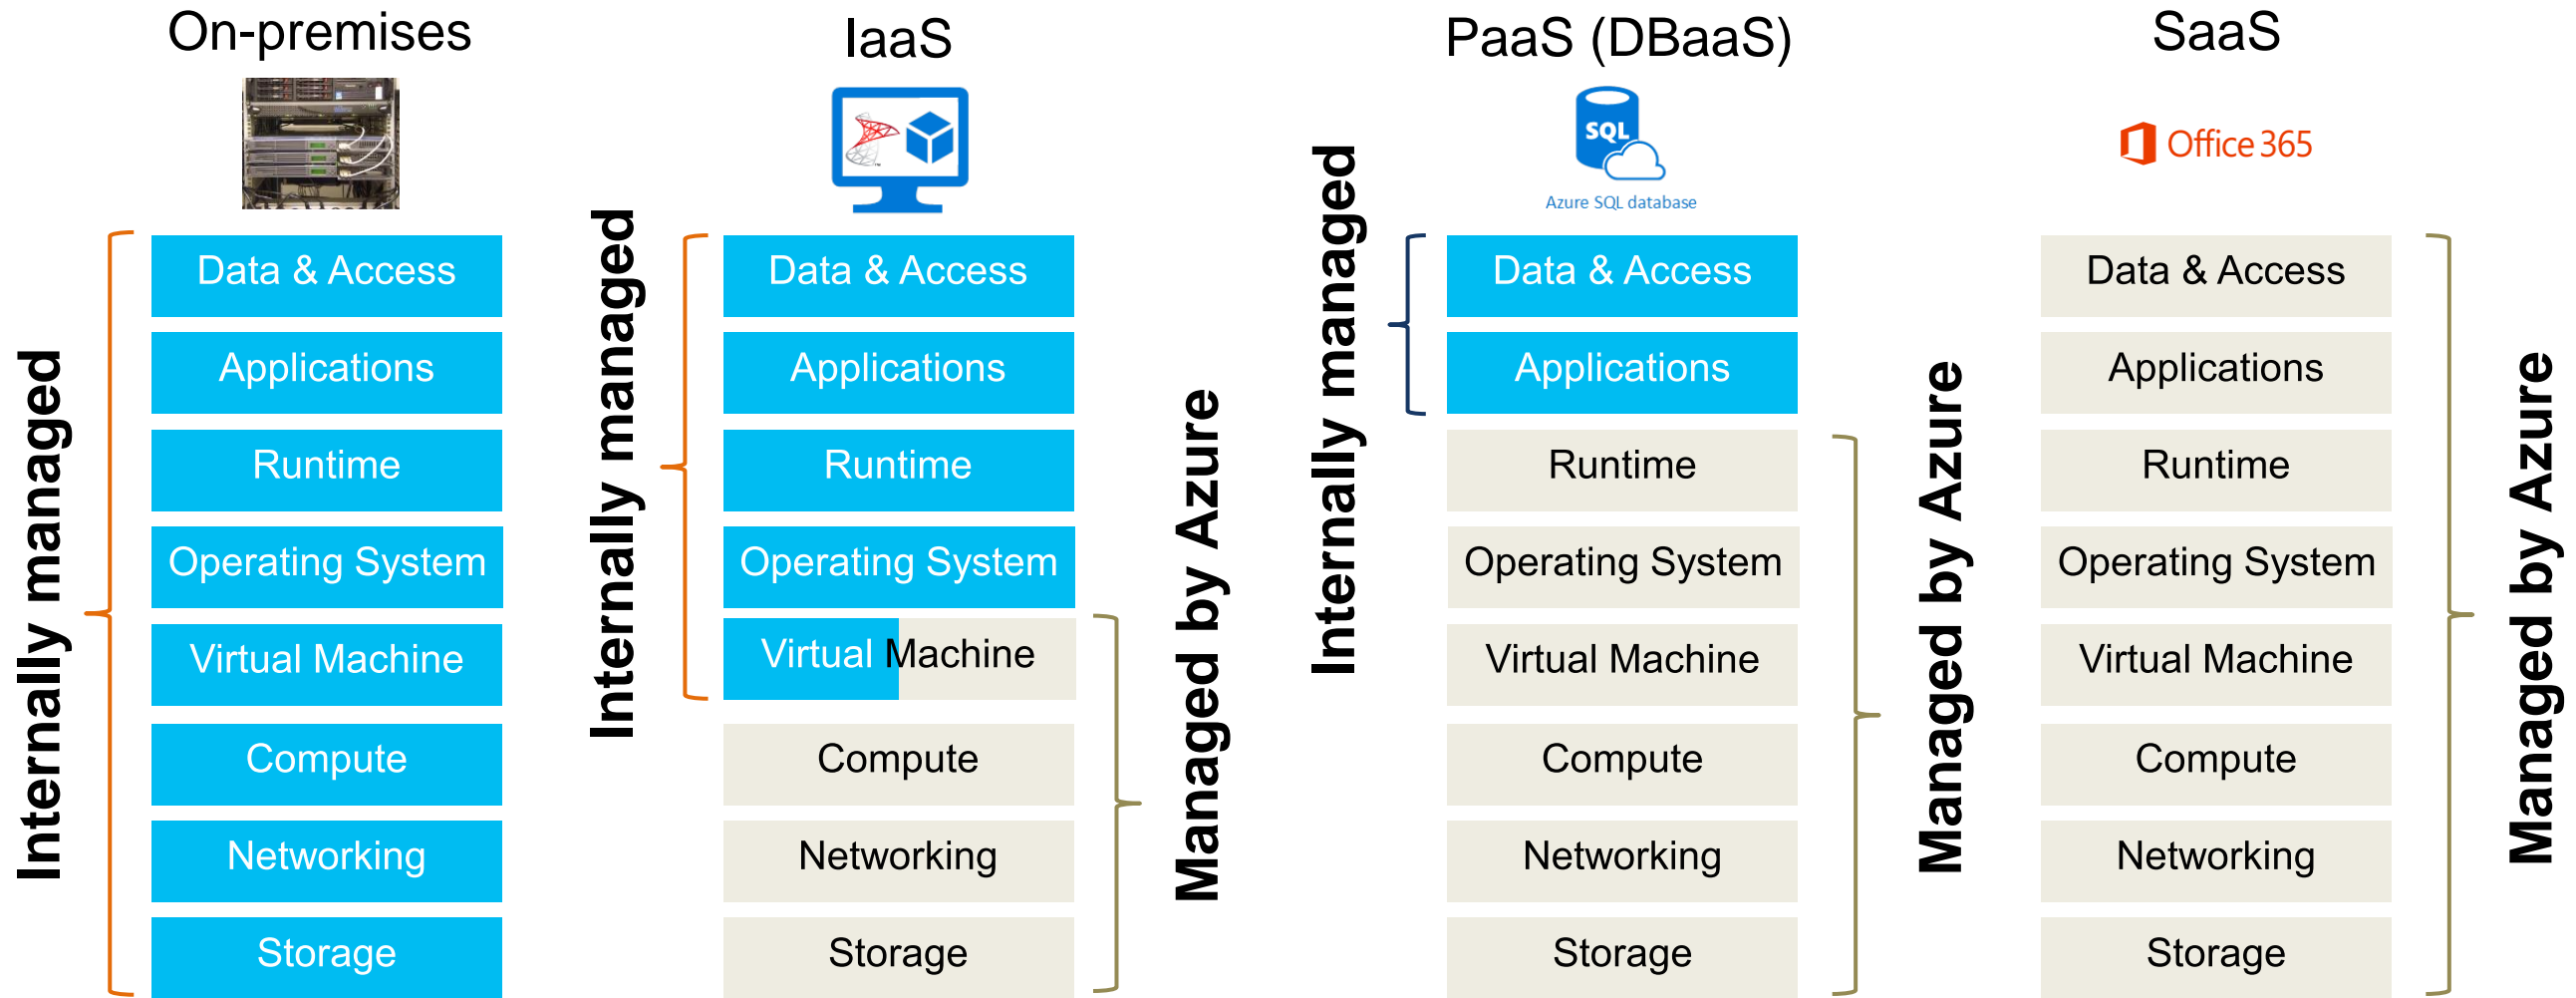 On-premises
IaaS
PaaS (DBaaS)
SaaS
SQL
Azure SQL database
Office 365
Internally managed
Data & Access
Applications
Runtime
Operating System
Virtual Machine
Compute
Networking
Storage
Internally managed
Data & Access
Applications
Runtime
Operating System
Virtual Machine
Compute
Networking
Storage
Managed by Azure
Internally managed
Data & Access
Applications
Runtime
Operating System
Virtual Machine
Compute
Networking
Storage
Managed by Azure
Data & Access
Applications
Runtime
Operating System
Virtual Machine
Compute
Networking
Storage
Managed by Azure